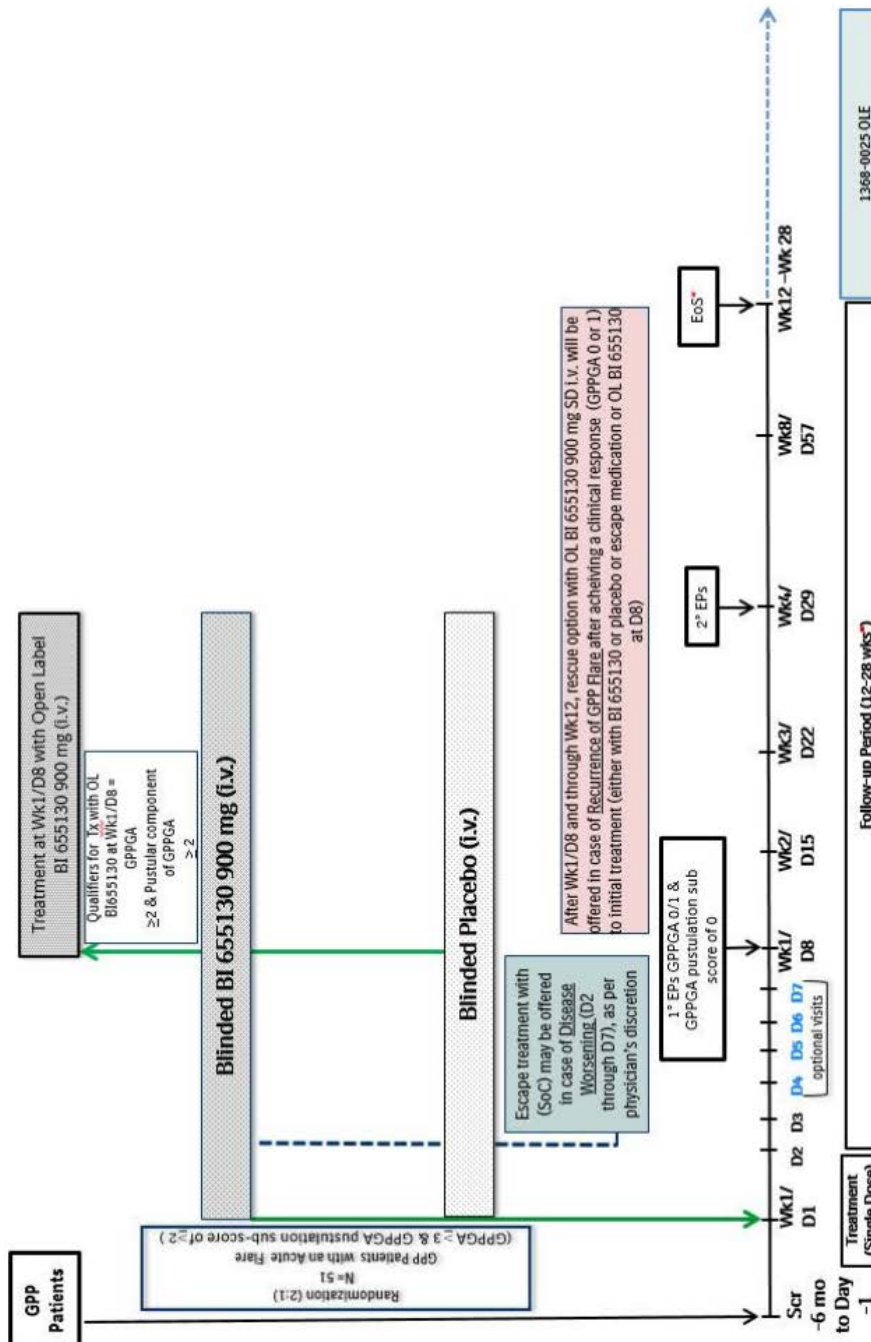 GPP
Patients
Randomization (2:1)
N=51
GPP Patients with an Acute Flare
(GPPGA ≥ 3 & GPPGA pustulation sub-score of ≥2 )
Treatment at Wk1/D8 with Open Label
BI 655130 900 mg (i.v.)
Qualifiers for Tx with OL
BI655130 at Wk1/D8 =
GPPGA
≥2 & Pustular component
of GPPGA
≥ 2
Blinded BI 655130 900 mg (i.v.)
Blinded Placebo (i.v.)
Escape treatment with
(SoC) may be offered
in case of Disease
Worsening (D2
through D7), as per
physician's discretion
After Wk1/D8 and through Wk12, rescue option with OL BI 655130 900 mg SD i.v. will be
offered in case of Recurrence of GPP Flare after acheiving a clinical response (GPPGA 0 or 1)
to initial treatment (either with BI 655130 or placebo or escape medication or OL BI 655130
at D8)
1° EPs GPPGA 0/1 &
GPPGA pustulation sub
score of 0
2° EPs
EoS*
Scr
-6 mo
to Day
-1
Wk1/
D1
D2
D3
D4 D5 D6 D7
optional visits
Wk1/
D8
Wk2/
D15
Wk3/
D22
Wk4/
D29
Wk8/
D57
Wk12 -Wk 28
Treatment
(Single Dose)
Follow-up Period (12-28 wks*)
1368-0025 OLE